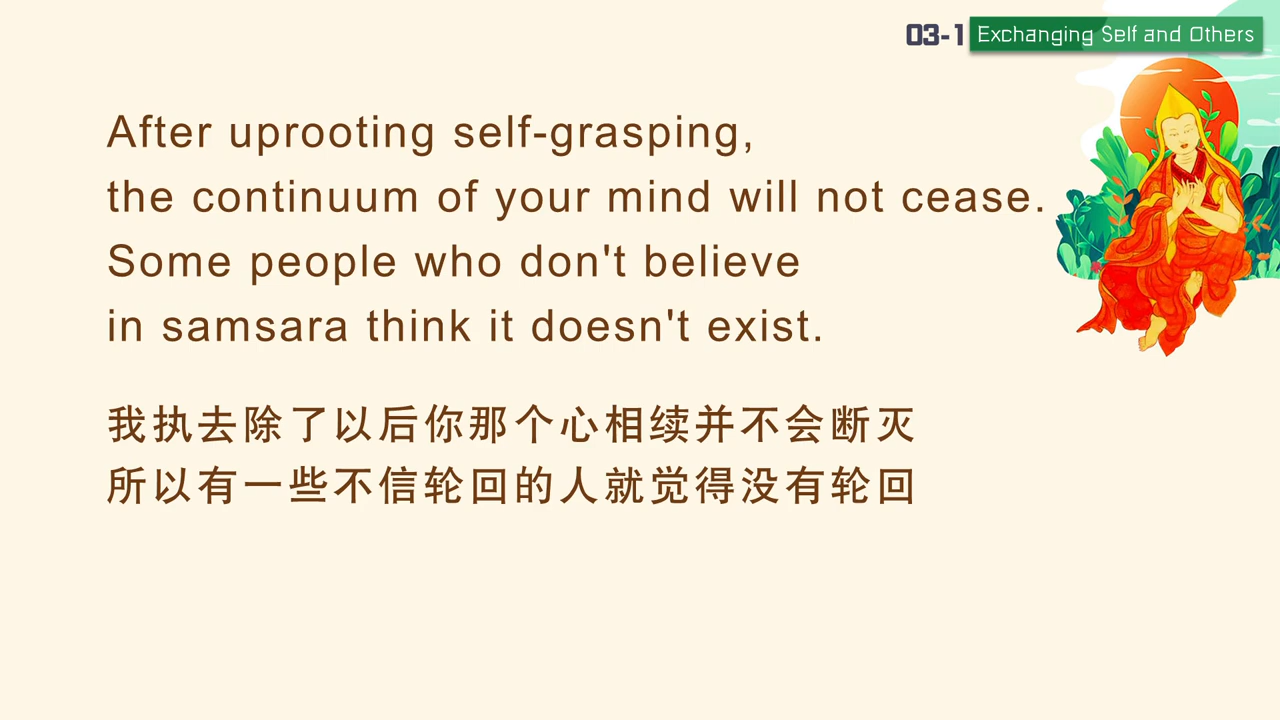 03-1 Exchanging Self and Others
After uprooting self-grasping,
the continuum of your mind will not cease.
Some people who don't believe
in samsara think it doesn't exist.
我执去除了以后你那个心相续并不会断灭
所以有一些不信轮回的人就觉得没有轮回